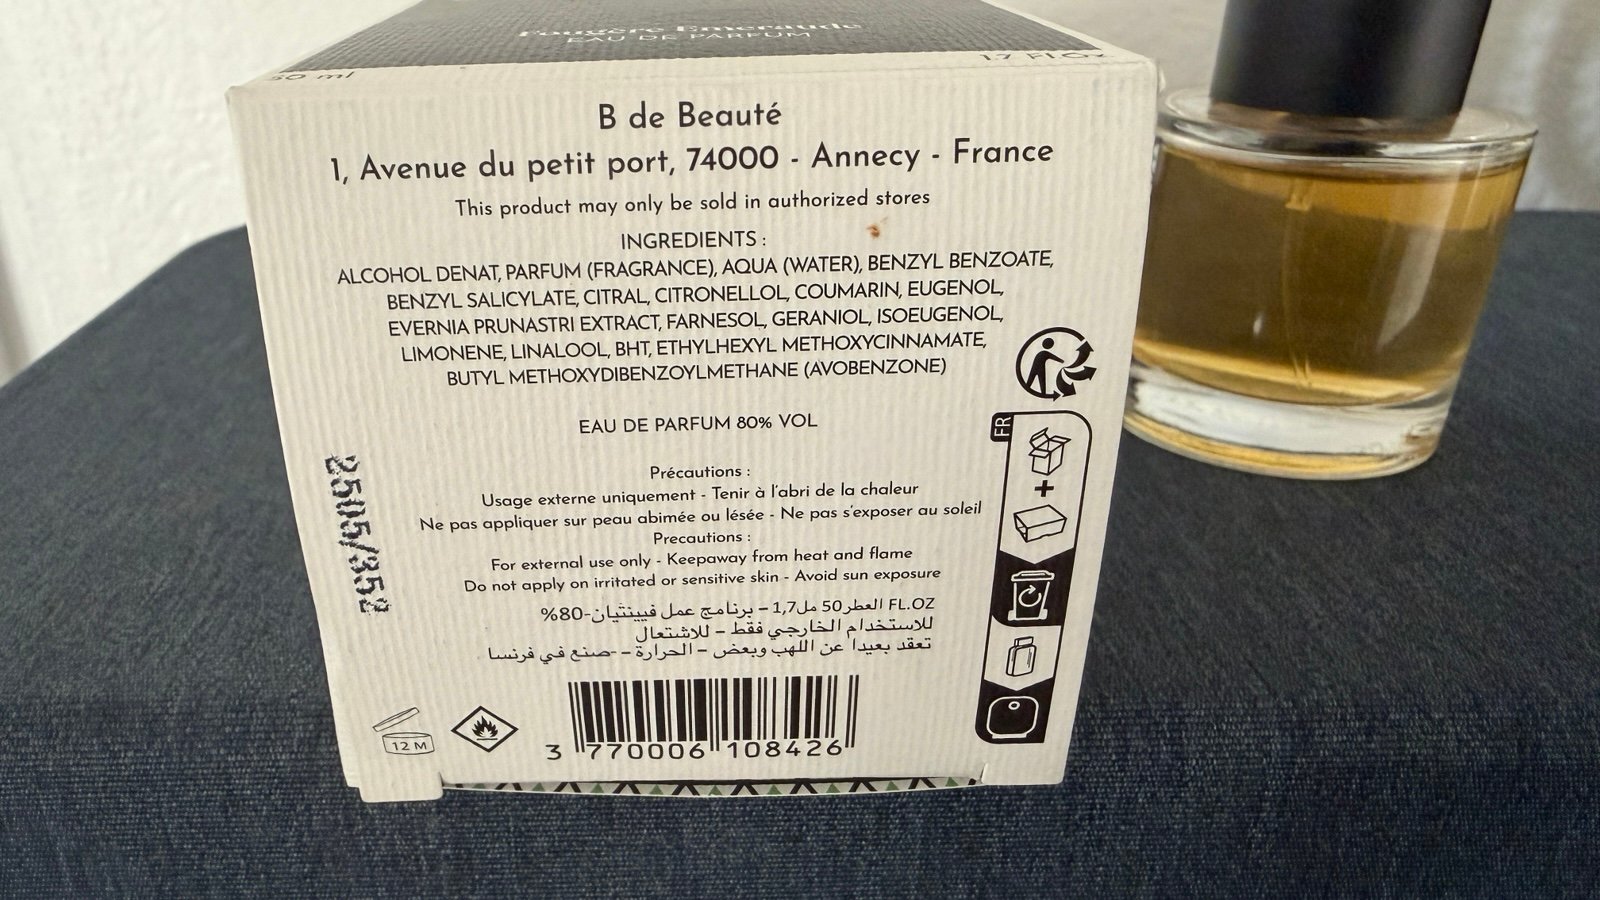 Fougère Émeraude
EAU DE PARFUM
50 ml
1.7 Fl.Oz
B de Beauté
1, Avenue du petit port, 74000 - Annecy - France
This product may only be sold in authorized stores
INGREDIENTS :
ALCOHOL DENAT, PARFUM (FRAGRANCE), AQUA (WATER), BENZYL BENZOATE,
BENZYL SALICYLATE, CITRAL, CITRONELLOL, COUMARIN, EUGENOL,
EVERNIA PRUNASTRI EXTRACT, FARNESOL, GERANIOL, ISOEUGENOL,
LIMONENE, LINALOOL, BHT, ETHYLHEXYL METHOXYCINNAMATE,
BUTYL METHOXYDIBENZOYLMETHANE (AVOBENZONE)
EAU DE PARFUM 80% VOL
FR
+
2505/352
Précautions :
Usage externe uniquement - Tenir à l'abri de la chaleur
Ne pas appliquer sur peau abimée ou lésée - Ne pas s'exposer au soleil
Precautions :
For external use only - Keepaway from heat and flame
Do not apply on irritated or sensitive skin - Avoid sun exposure
FL.OZ العطر50 مل1,7 – برنامج عمل فيينتيان-80%
للاستخدام الخارجي فقط – للاشتعال
تعقد بعيدا عن اللهب وبعض – الحرارة – -صنع في فرنسا
12 M
3 770006 108426